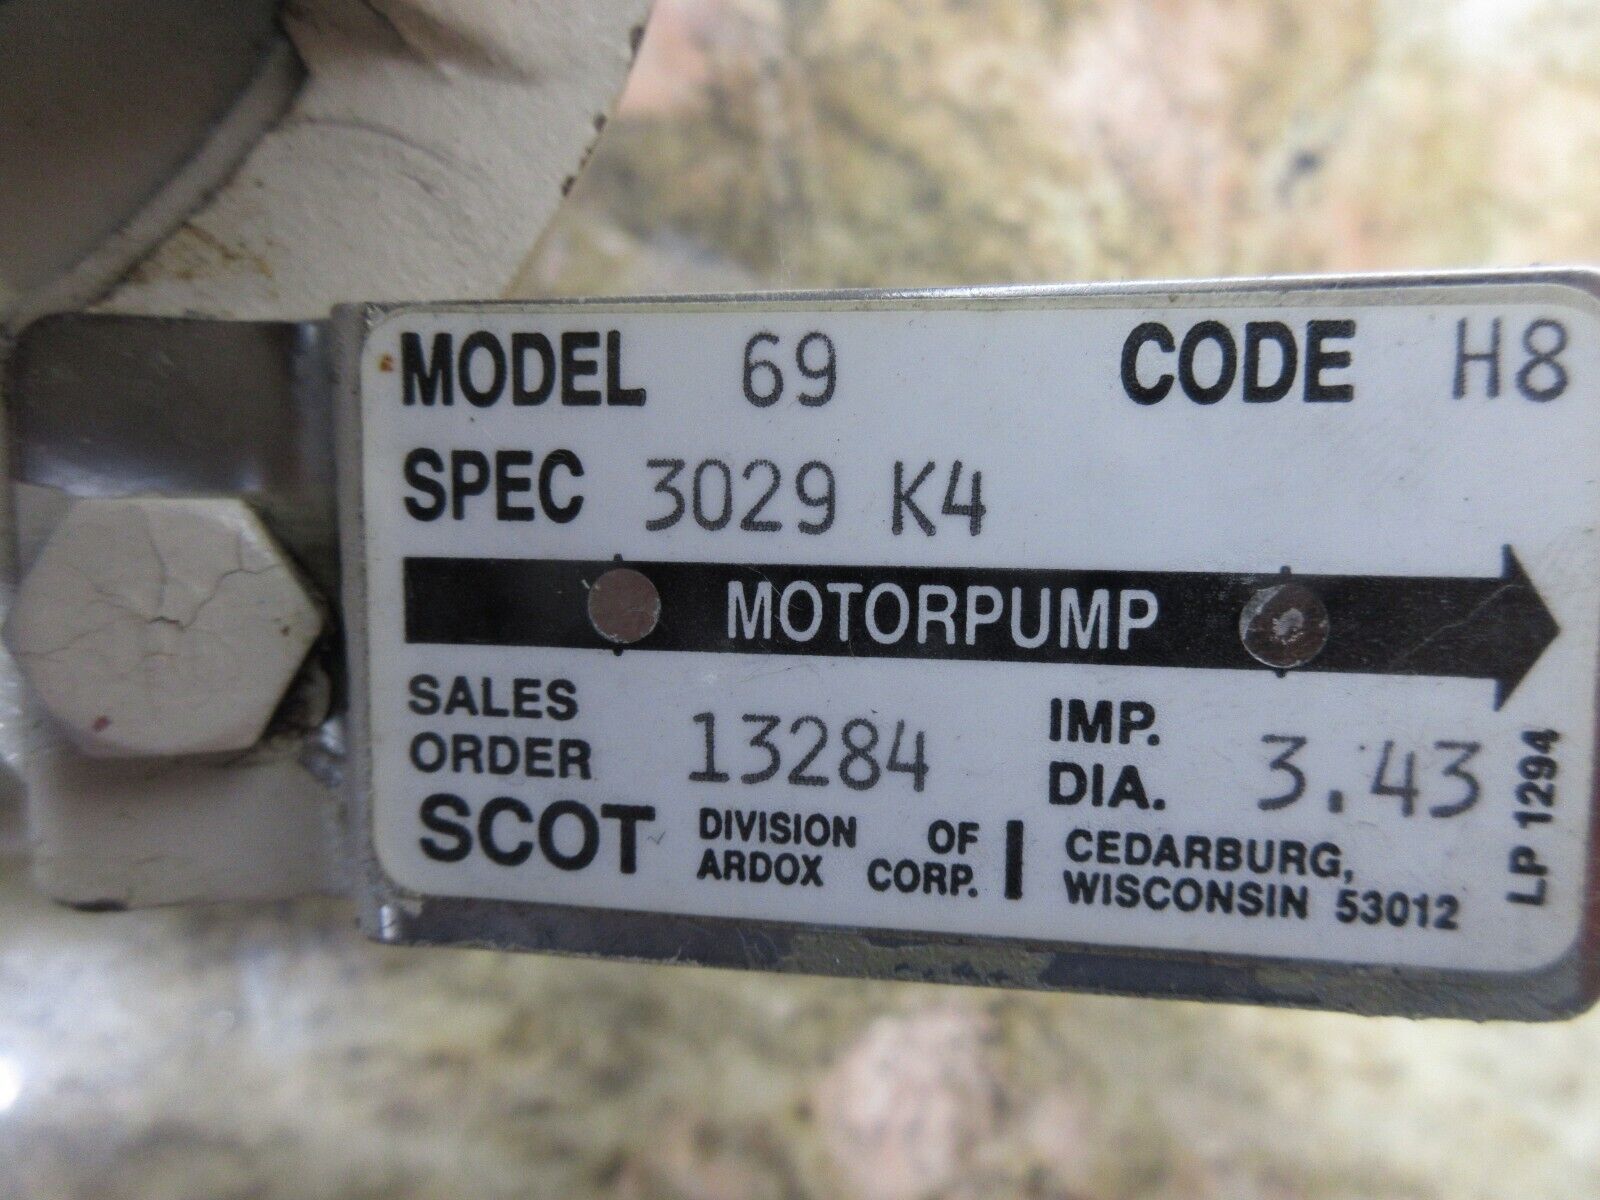 MODEL 69 CODE H8
SPEC 3029 K4
MOTORPUMP
SALES ORDER 13284 IMP. DIA. 3.43
SCOT DIVISION OF ARDOX CORP. CEDARBURG, WISCONSIN 53012
LP 1294